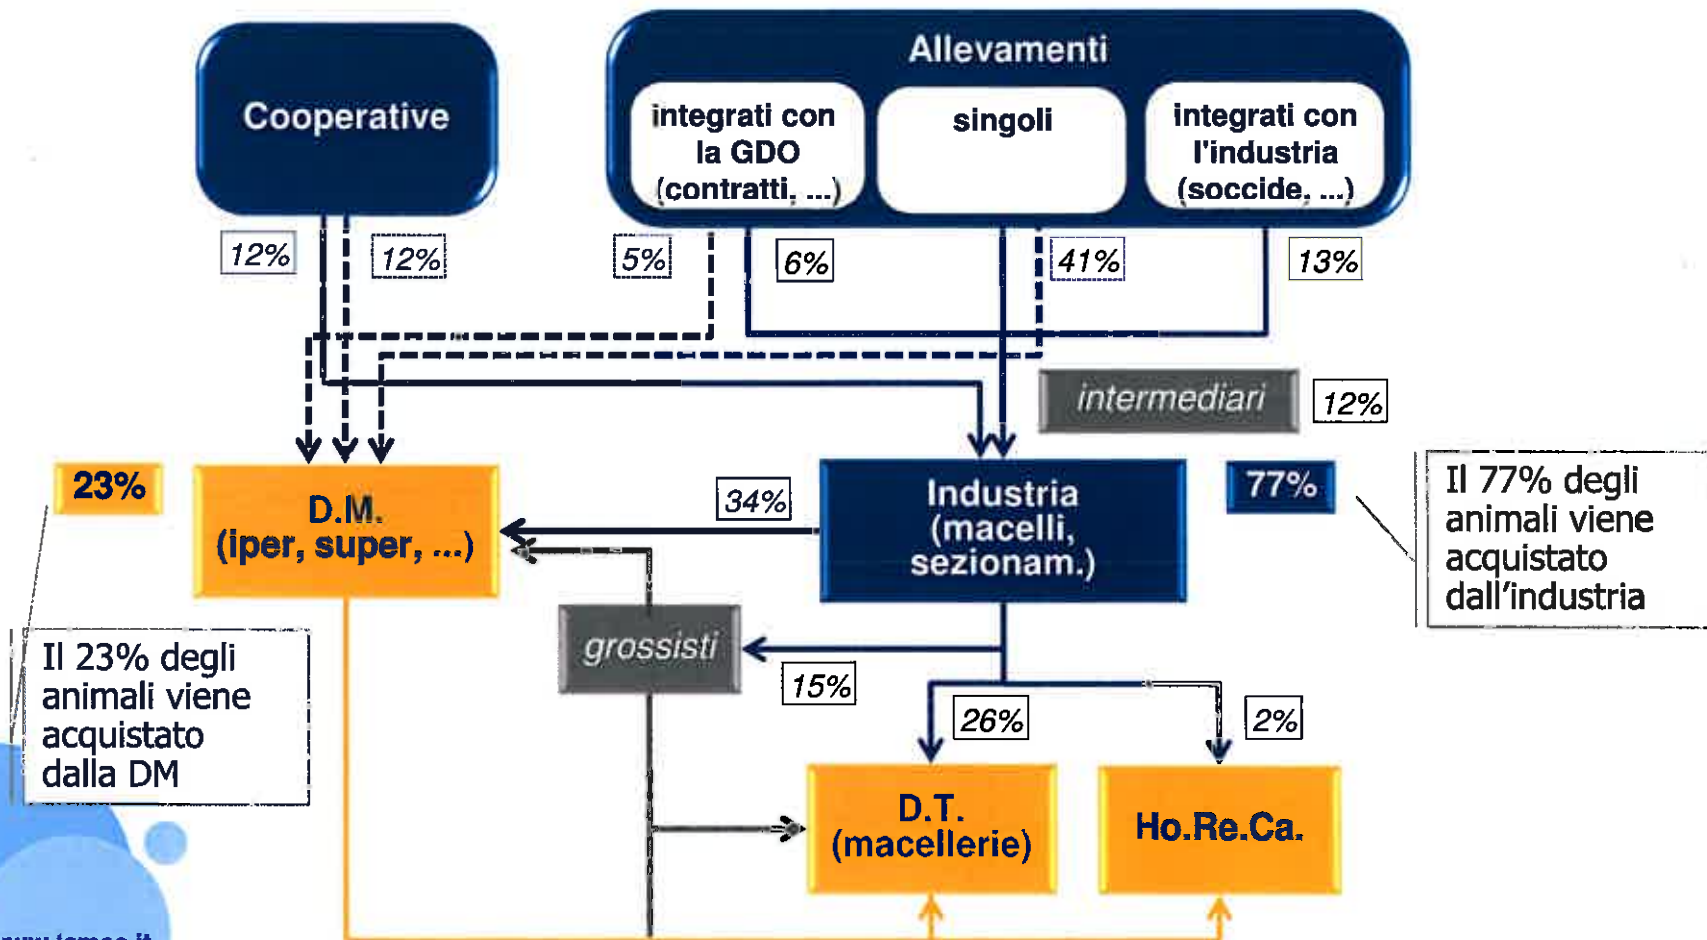 Cooperative
Allevamenti
integrati con
la GDO
(contratti, ...)
singoli
integrati con
l'industria
(soccide, ...)
12%
12%
5%
6%
41%
13%
intermediari
12%
23%
D.M.
(iper, super, ...)
34%
Industria
(macelli,
sezionam.)
77%
Il 77% degli
animali viene
acquistato
dall'industria
Il 23% degli
animali viene
acquistato
dalla DM
grossisti
15%
26%
2%
D.T.
(macellerie)
Ho.Re.Ca.